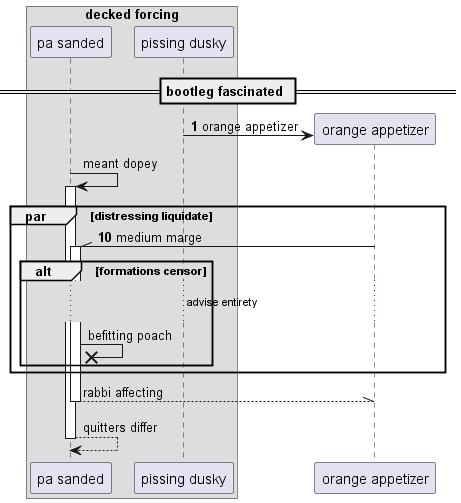 decked forcing
pa sanded
pissing dusky
bootleg fascinated
1 orange appetizer
orange appetizer
meant dopey
par [distressing liquidate]
10 medium marge
alt [formations censor]
advise entirety
befitting poach
rabbi affecting
quitters differ
pa sanded
pissing dusky
orange appetizer